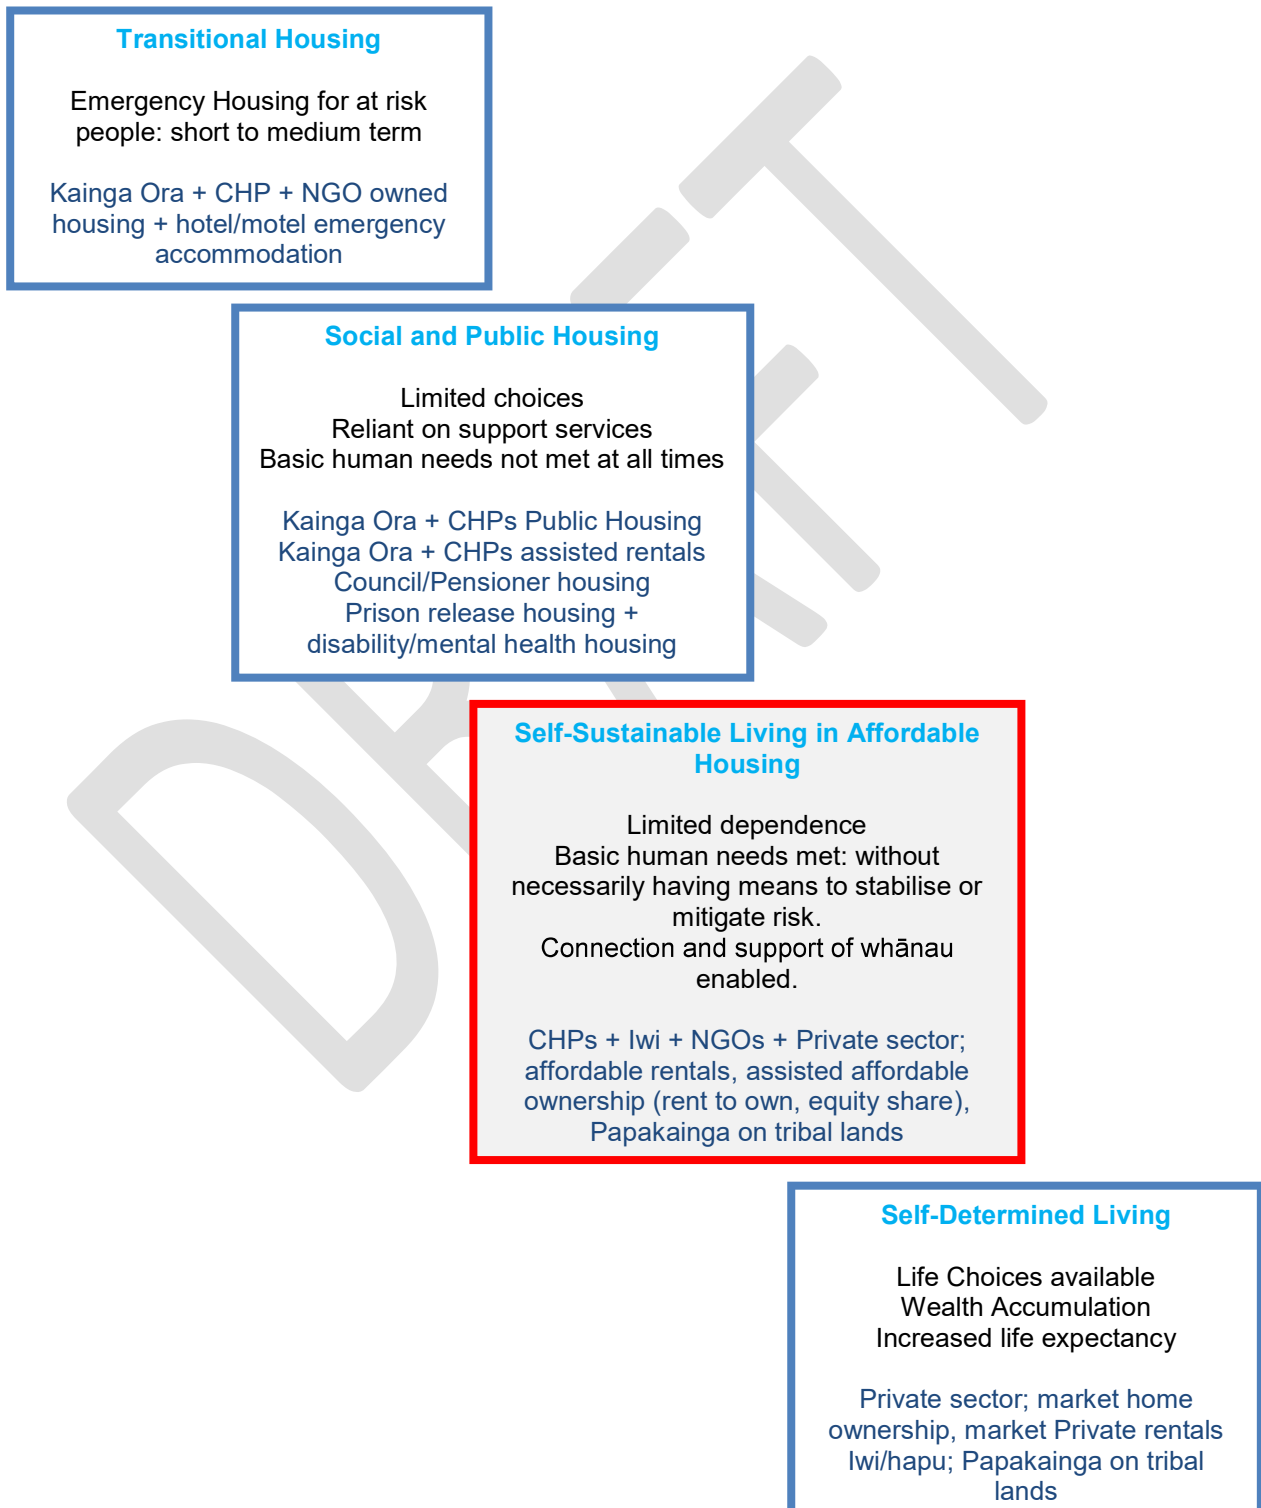 Transitional Housing
Emergency Housing for at risk
people: short to medium term
Kainga Ora + CHP + NGO owned
housing + hotel/motel emergency
accommodation
Social and Public Housing
Limited choices
Reliant on support services
Basic human needs not met at all times
Kainga Ora + CHPs Public Housing
Kainga Ora + CHPs assisted rentals
Council/Pensioner housing
Prison release housing +
disability/mental health housing
Self-Sustainable Living in Affordable
Housing
Limited dependence
Basic human needs met: without
necessarily having means to stabilise or
mitigate risk.
Connection and support of whānau
enabled.
CHPs + Iwi + NGOs + Private sector;
affordable rentals, assisted affordable
ownership (rent to own, equity share),
Papakainga on tribal lands
Self-Determined Living
Life Choices available
Wealth Accumulation
Increased life expectancy
Private sector; market home
ownership, market Private rentals
Iwi/hapu; Papakainga on tribal
lands
DRAFT